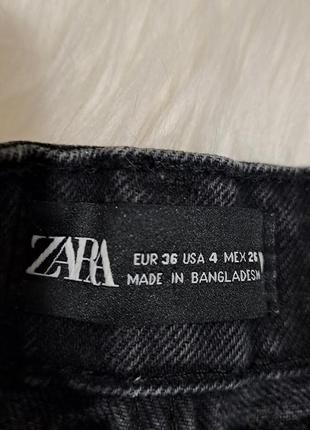 ZARA
EUR 36 USA 4 MEX 26
MADE IN BANGLADESH